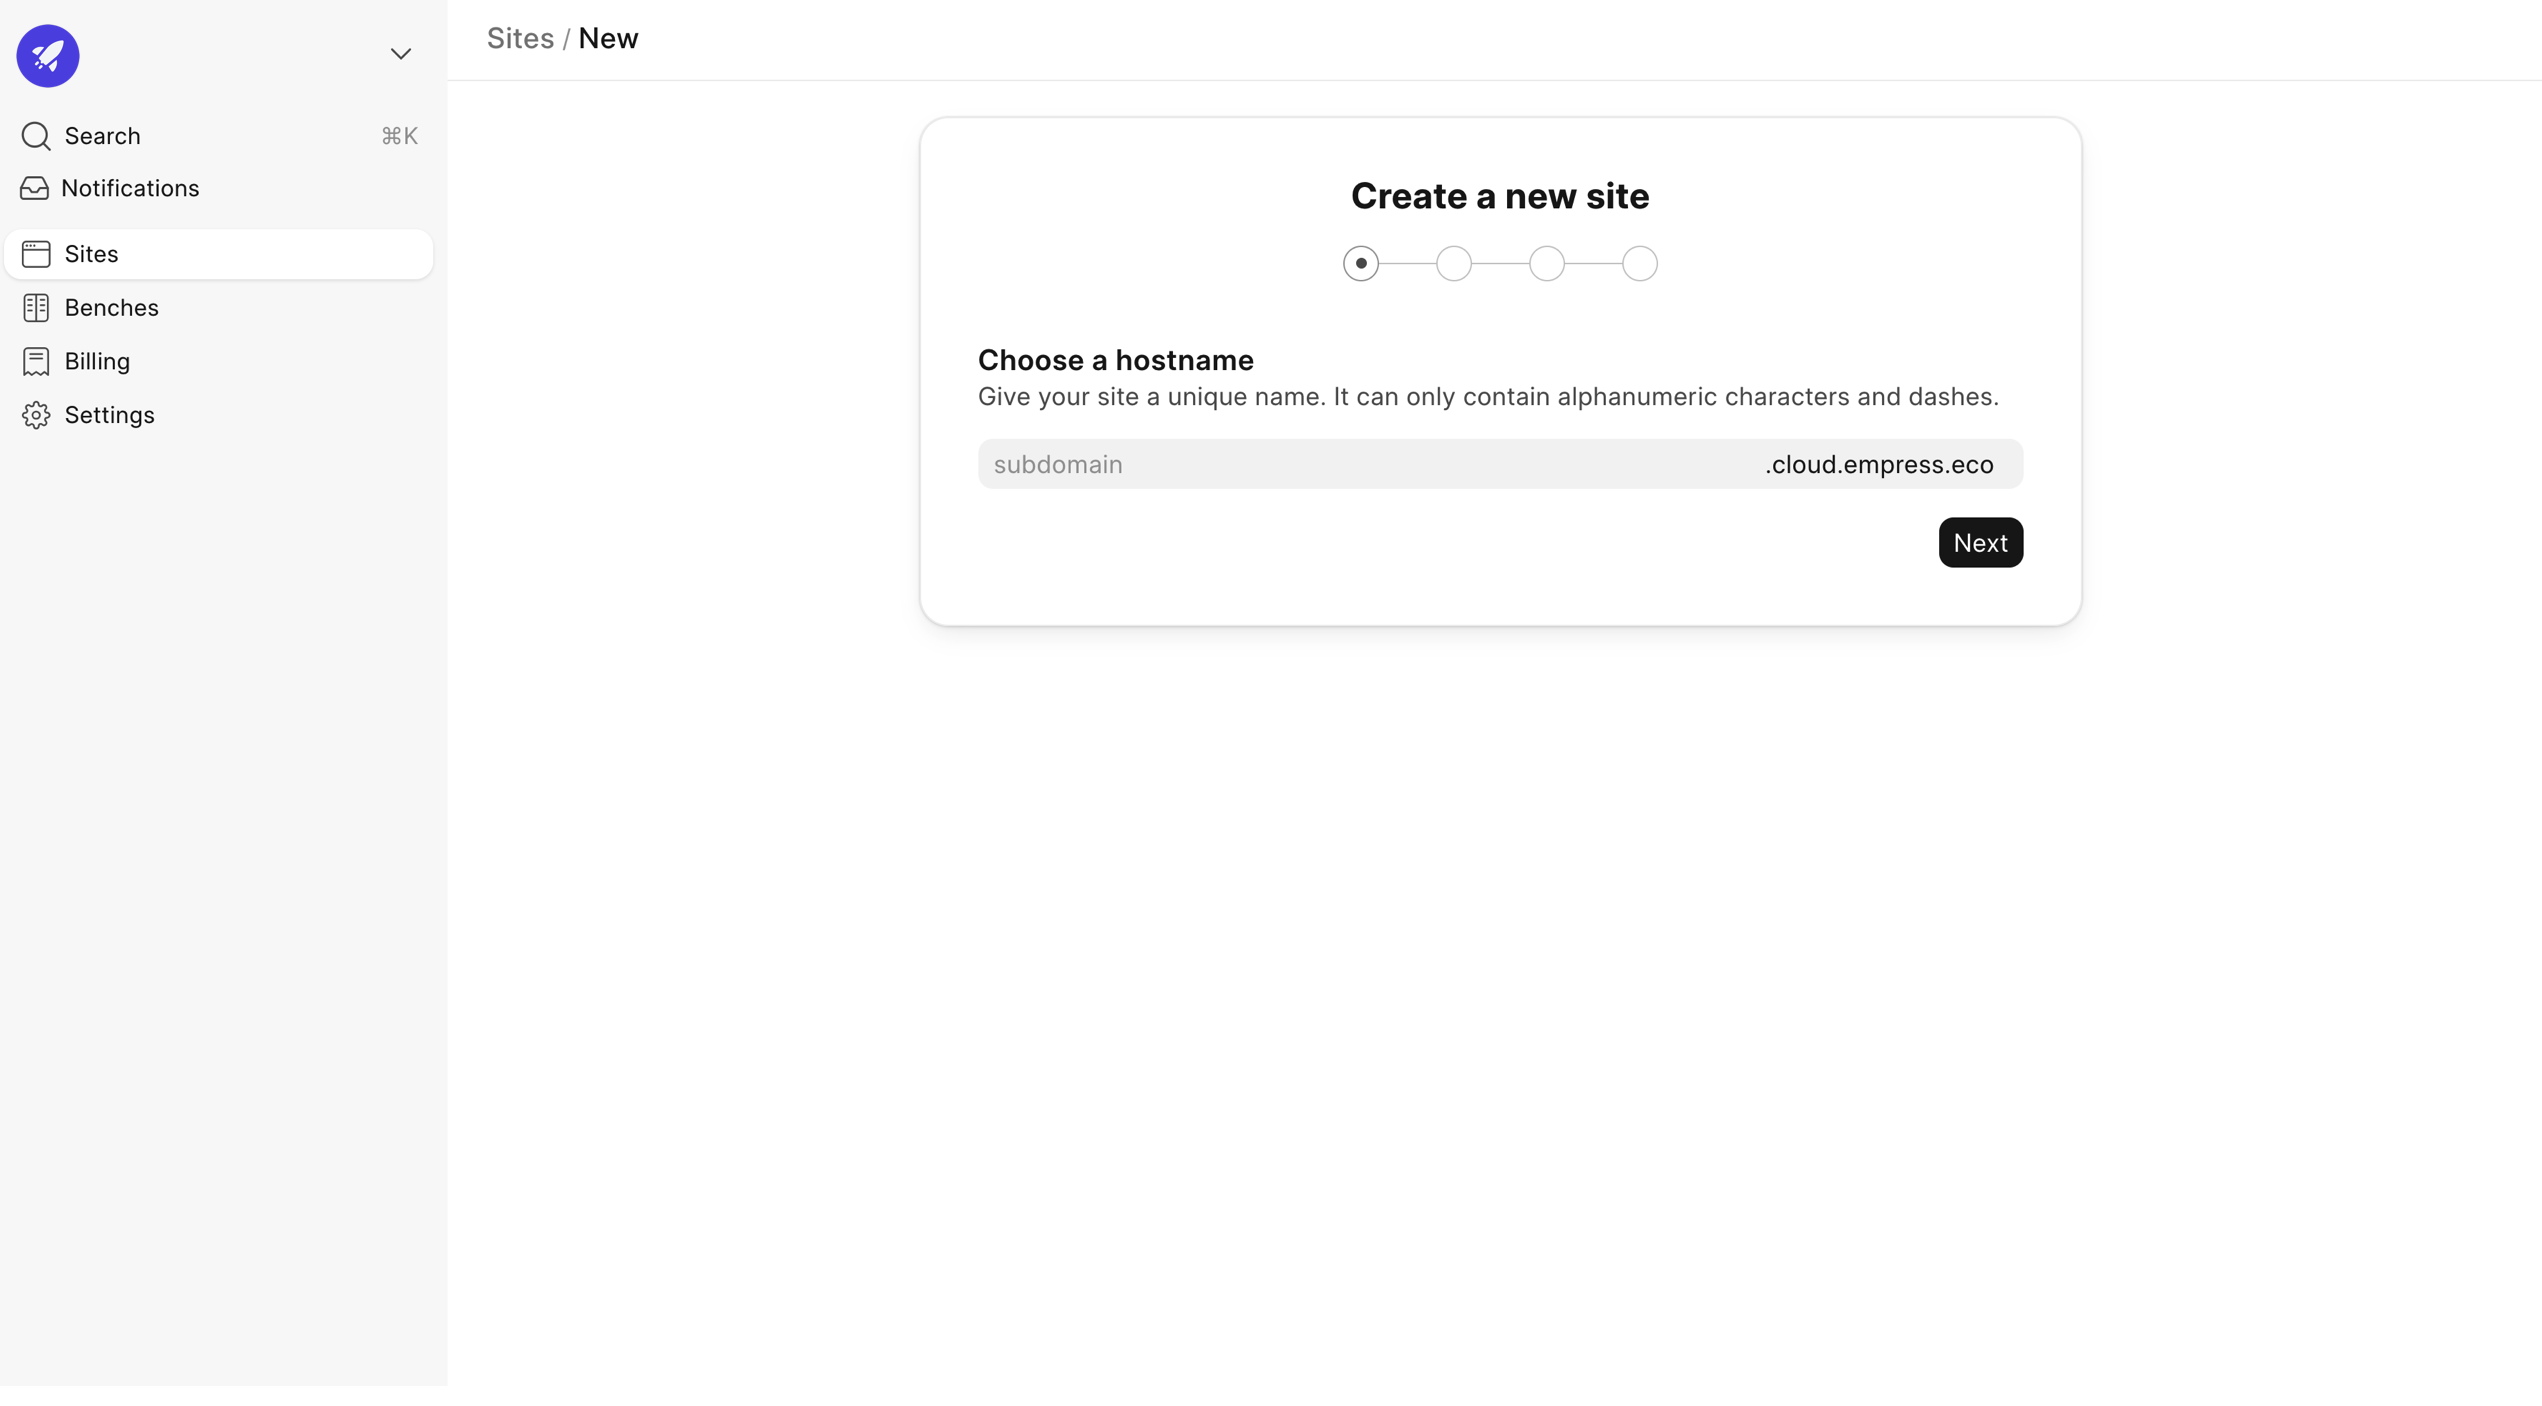 Sites / New
Search ⌘K
Notifications
Sites
Benches
Billing
Settings
Create a new site
Choose a hostname
Give your site a unique name. It can only contain alphanumeric characters and dashes.
subdomain .cloud.empress.eco
Next